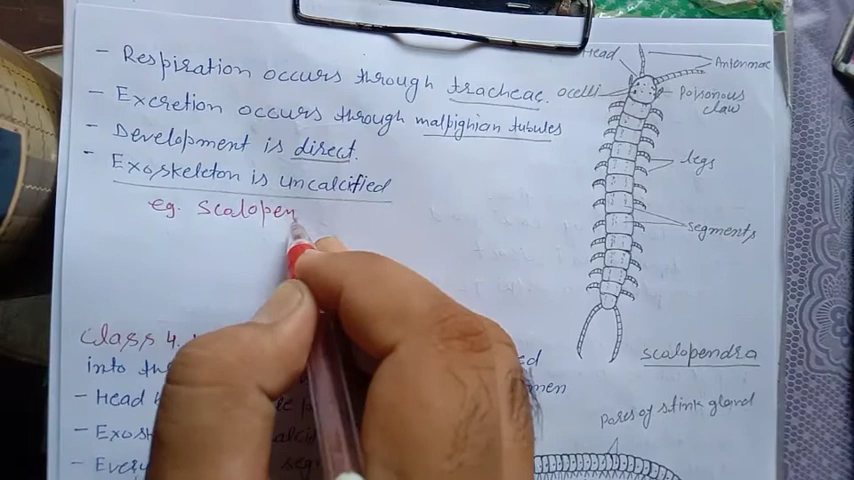 - Respiration occurs through tracheae.
- Excretion occurs through malpighian tubules
- Development is direct.
- Exoskeleton is uncalcified
eg. Scalopen
Head
Antennae
ocelli
Poisonous
claw
legs
segments
scalopendra
Class 4.
into
- Head
men
- Exos
- Every
Pores of stink gland